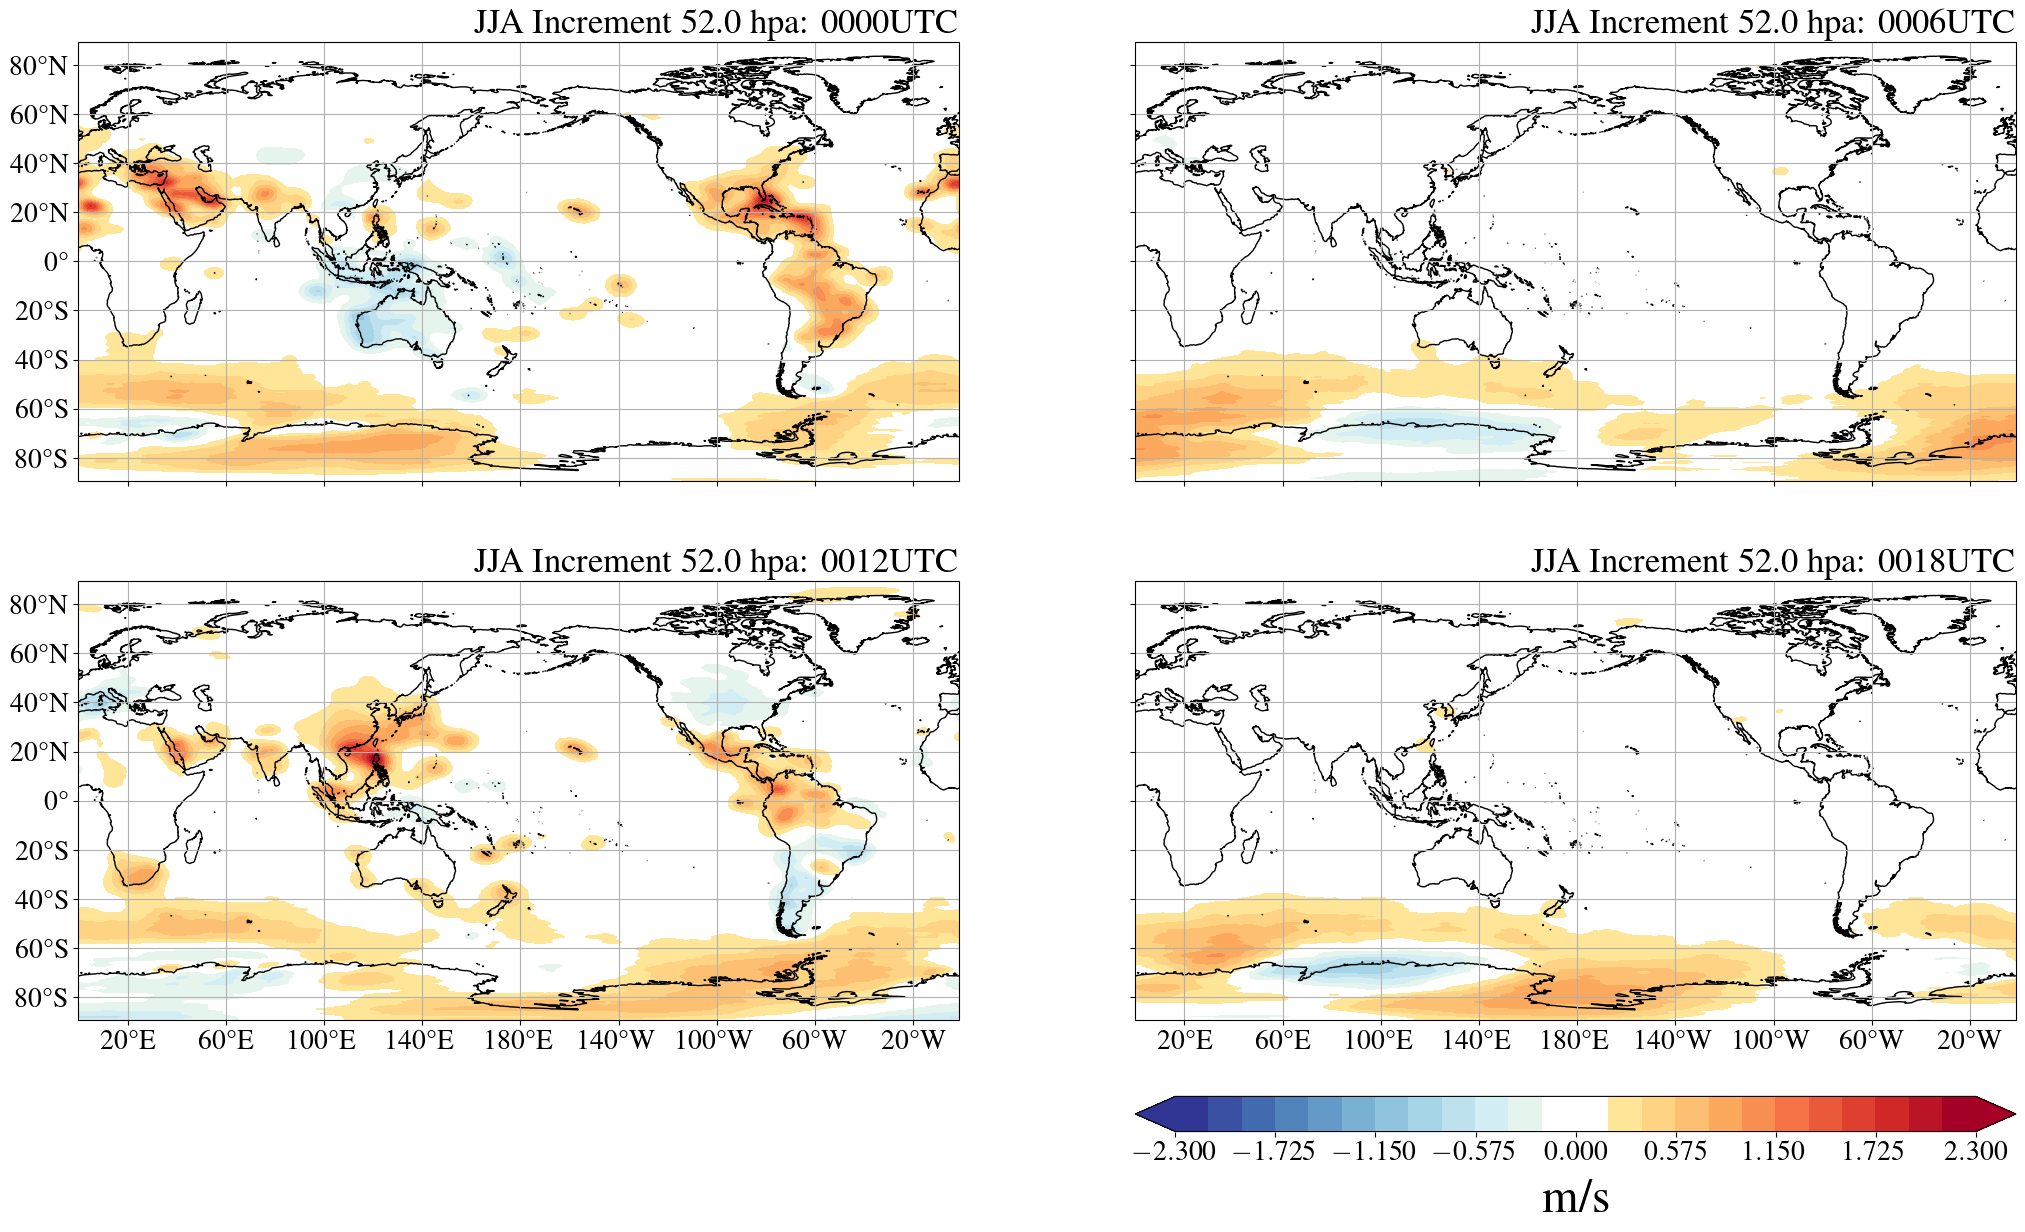 JJA Increment 52.0 hpa: 0000UTC
JJA Increment 52.0 hpa: 0006UTC
80°N
60°N
40°N
20°N
0°
20°S
40°S
60°S
80°S
JJA Increment 52.0 hpa: 0012UTC
JJA Increment 52.0 hpa: 0018UTC
80°N
60°N
40°N
20°N
0°
20°S
40°S
60°S
80°S
20°E 60°E 100°E 140°E 180°E 140°W 100°W 60°W 20°W
20°E 60°E 100°E 140°E 180°E 140°W 100°W 60°W 20°W
−2.300 −1.725 −1.150 −0.575 0.000 0.575 1.150 1.725 2.300
m/s